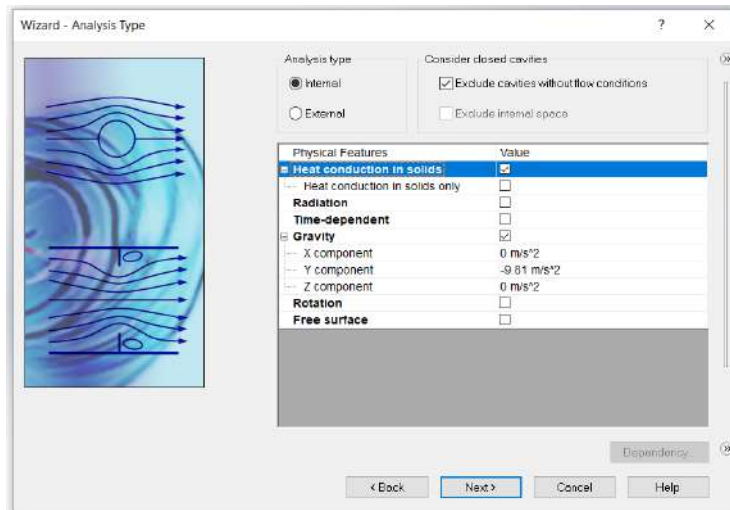 Wizard - Analysis Type
? ×
Analysis type
Internal
External
Consider closed cavities
Exclude cavities without flow conditions
Exclude internal space
Physical Features Value
Heat conduction in solids
Heat conduction in solids only
Radiation
Time-dependent
Gravity
X component 0 m/s^2
Y component -9.81 m/s^2
Z component 0 m/s^2
Rotation
Free surface
Dependency...
< Back Next > Cancel Help